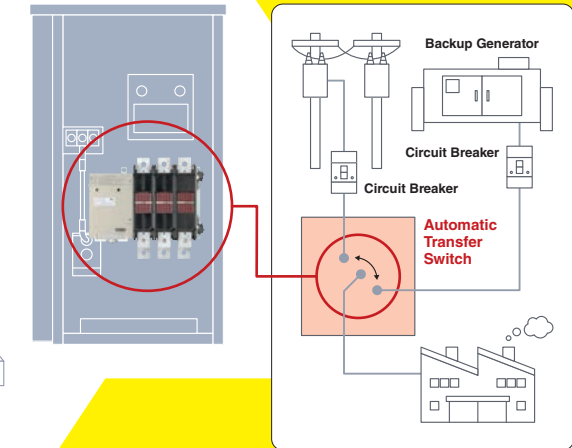 Backup Generator
Circuit Breaker
Circuit Breaker
Automatic
Transfer
Switch